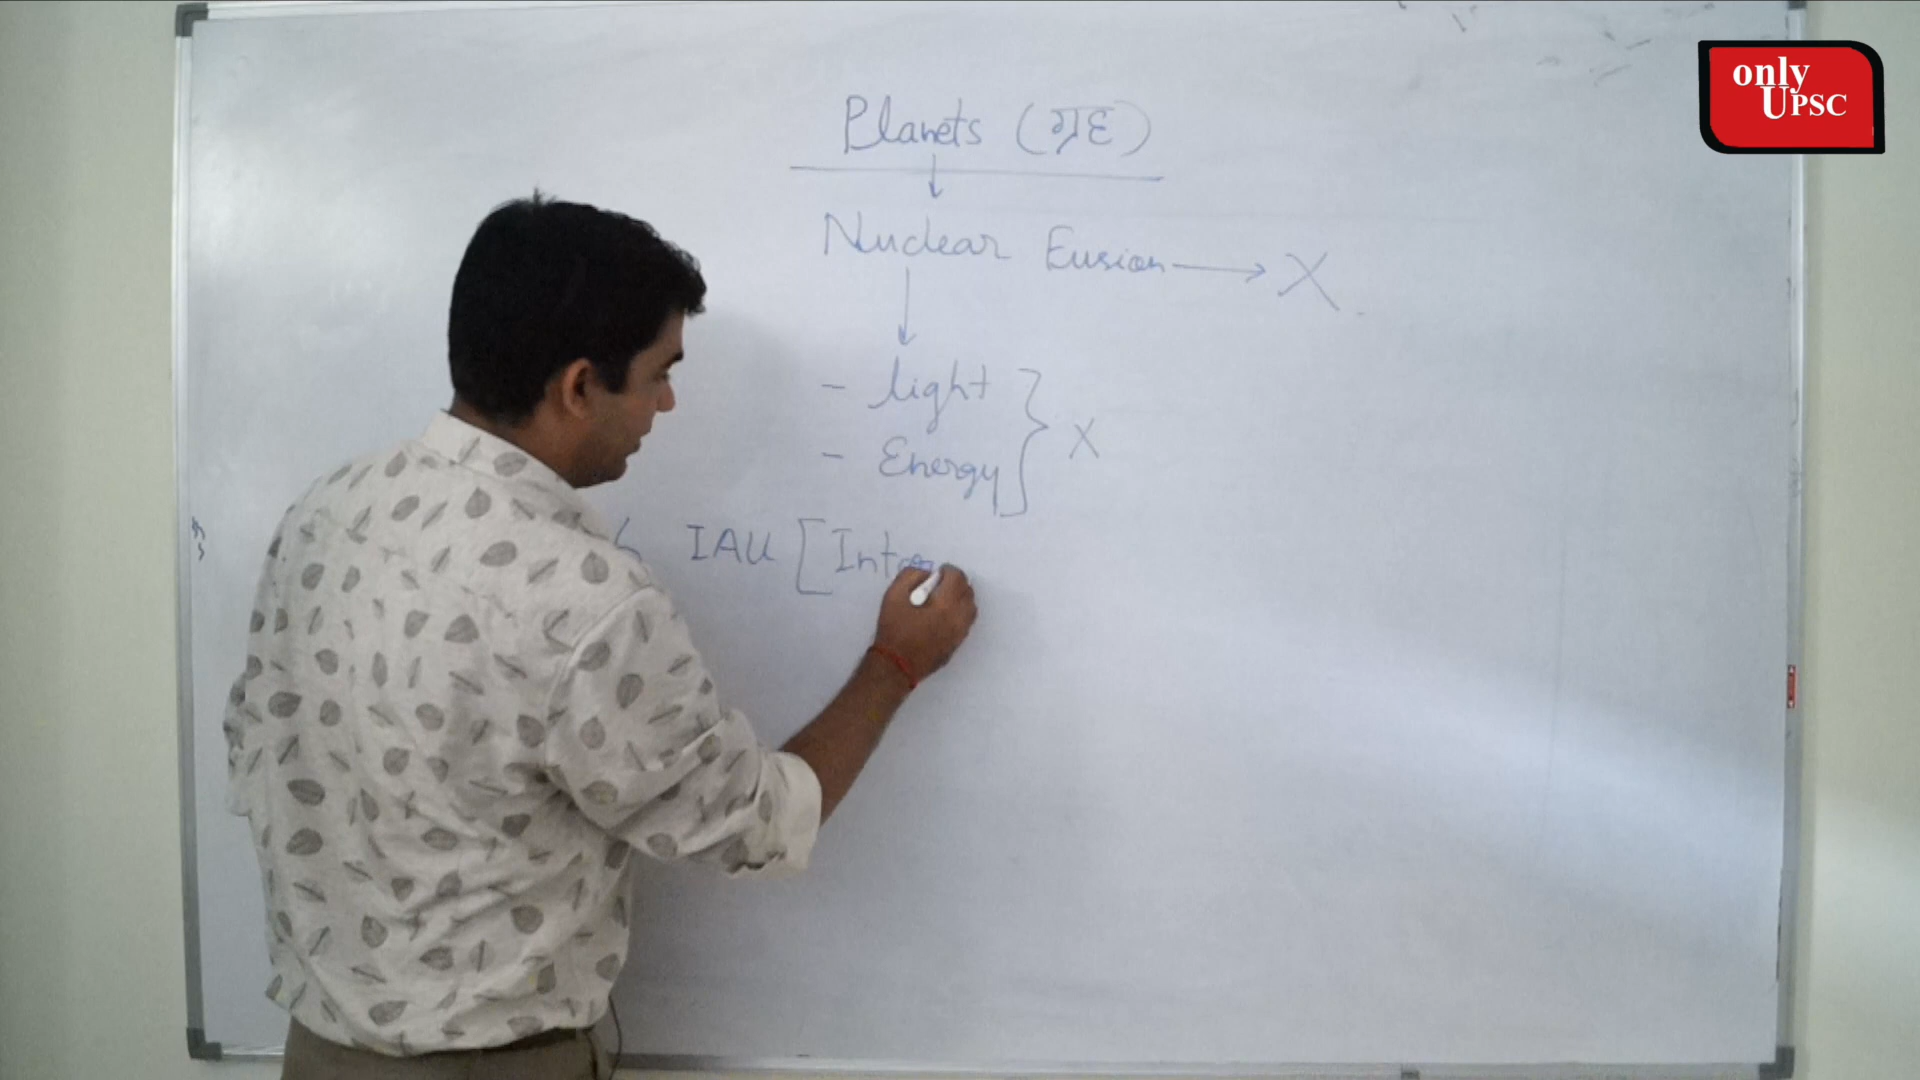 only
UPSC
Planets (ग्रह)
Nuclear Fusion → X
- light
- Energy } X
IAU [Inte